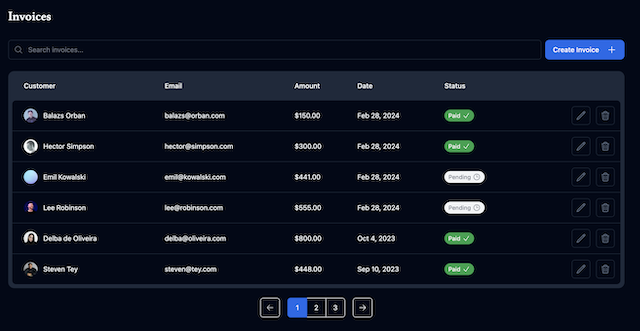 Invoices
Search invoices...
Create Invoice
Customer Email Amount Date Status
Balazs Orban balazs@orban.com $150.00 Feb 28, 2024 Paid
Hector Simpson hector@simpson.com $300.00 Feb 28, 2024 Paid
Emil Kowalski emil@kowalski.com $441.00 Feb 28, 2024 Pending
Lee Robinson lee@robinson.com $555.00 Feb 28, 2024 Pending
Delba de Oliveira delba@oliveira.com $800.00 Oct 4, 2023 Paid
Steven Tey steven@tey.com $448.00 Sep 10, 2023 Paid
1 2 3